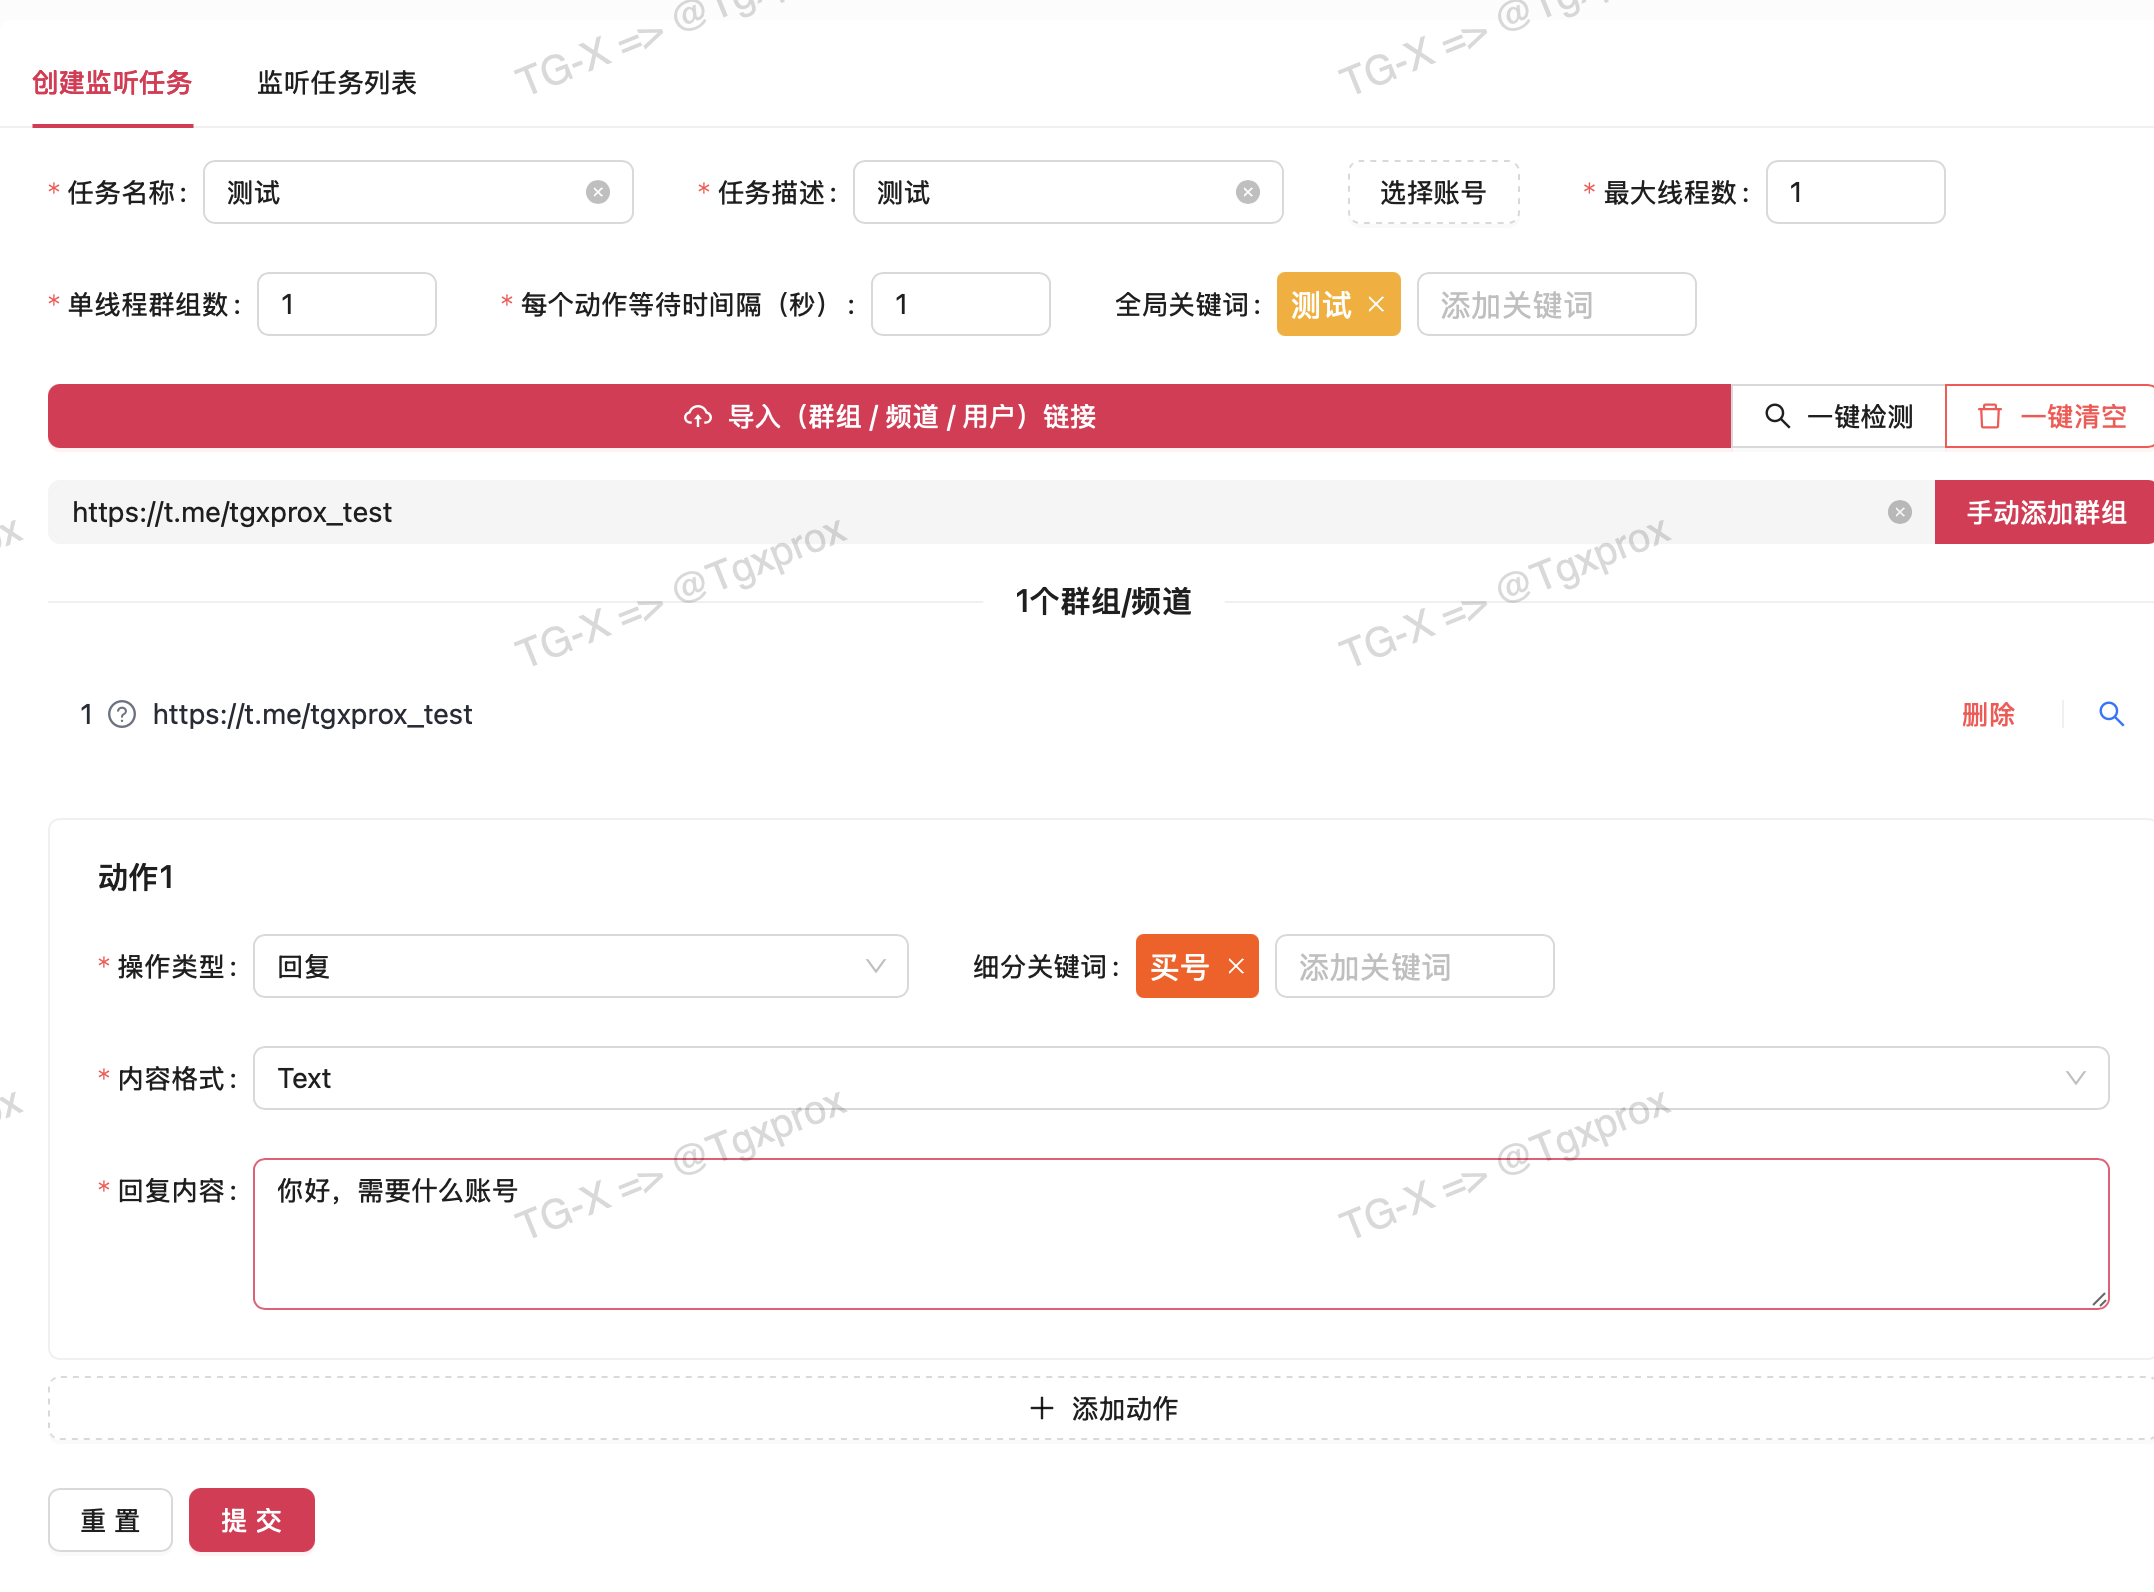 创建监听任务 监听任务列表
* 任务名称: 测试 * 任务描述: 测试 选择账号 * 最大线程数: 1
* 单线程群组数: 1 * 每个动作等待时间隔（秒）: 1 全局关键词: 测试 添加关键词
导入（群组 / 频道 / 用户）链接 一键检测 一键清空
https://t.me/tgxprox_test 手动添加群组
1个群组/频道
1 https://t.me/tgxprox_test 删除
动作1
* 操作类型: 回复 细分关键词: 买号 添加关键词
* 内容格式: Text
* 回复内容: 你好，需要什么账号
添加动作
重 置 提 交
TG-X => @Tgxprox
TG-X => @Tgxprox
TG-X => @Tgxprox
TG-X => @Tgxprox